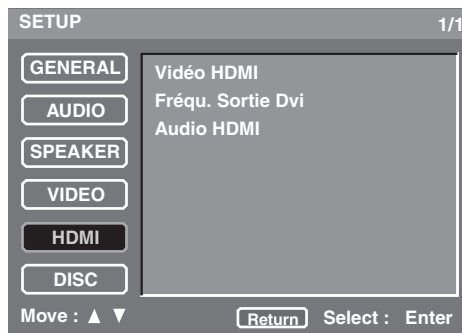 SETUP 1/1
GENERAL
AUDIO
SPEAKER
VIDEO
HDMI
DISC
Vidéo HDMI
Fréqu. Sortie Dvi
Audio HDMI
Move : ▲ ▼ Return Select : Enter